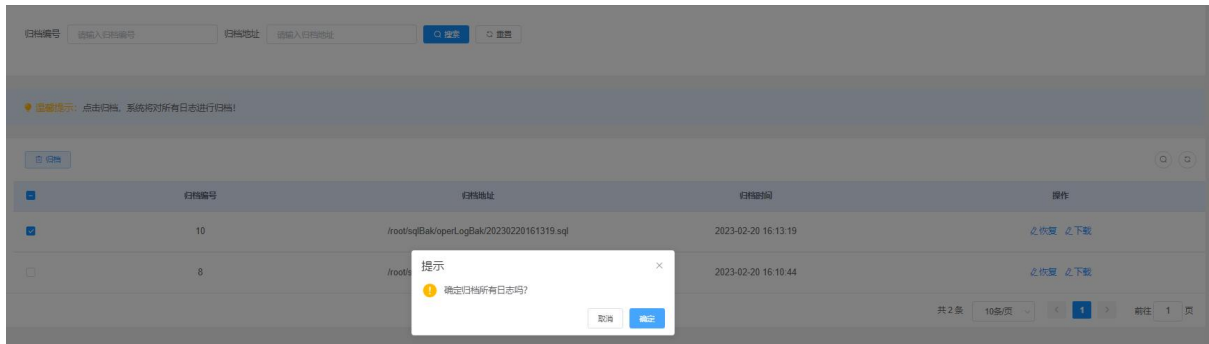 归档编号 请输入归档编号 归档地址 请输入归档地址 搜索 重置
温馨提示：点击归档，系统将对所有日志进行归档！
归档
归档编号 归档地址 归档时间 操作
10 /root/sqlBak/operLogBak/20230220161319.sql 2023-02-20 16:13:19 恢复 下载
8 /root/s 2023-02-20 16:10:44 恢复 下载
提示
确定归档所有日志吗?
取消 确定
共 2 条 10条/页 1 前往 1 页